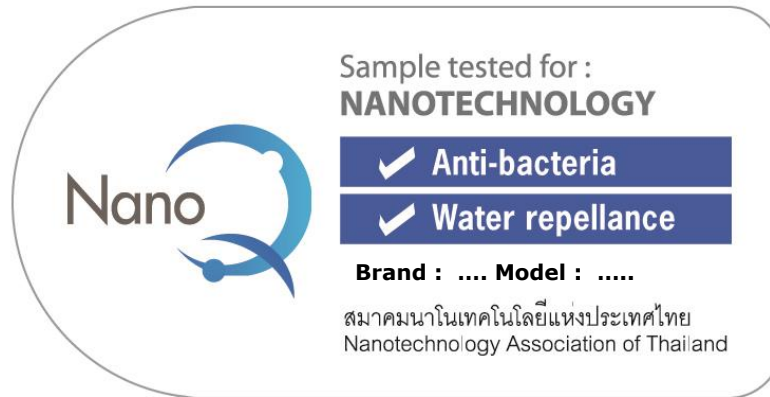 Nano Q
Sample tested for :
NANOTECHNOLOGY
Anti-bacteria
Water repellance
Brand : .... Model : .....
สมาคมนาโนเทคโนโลยีแห่งประเทศไทย
Nanotechnology Association of Thailand